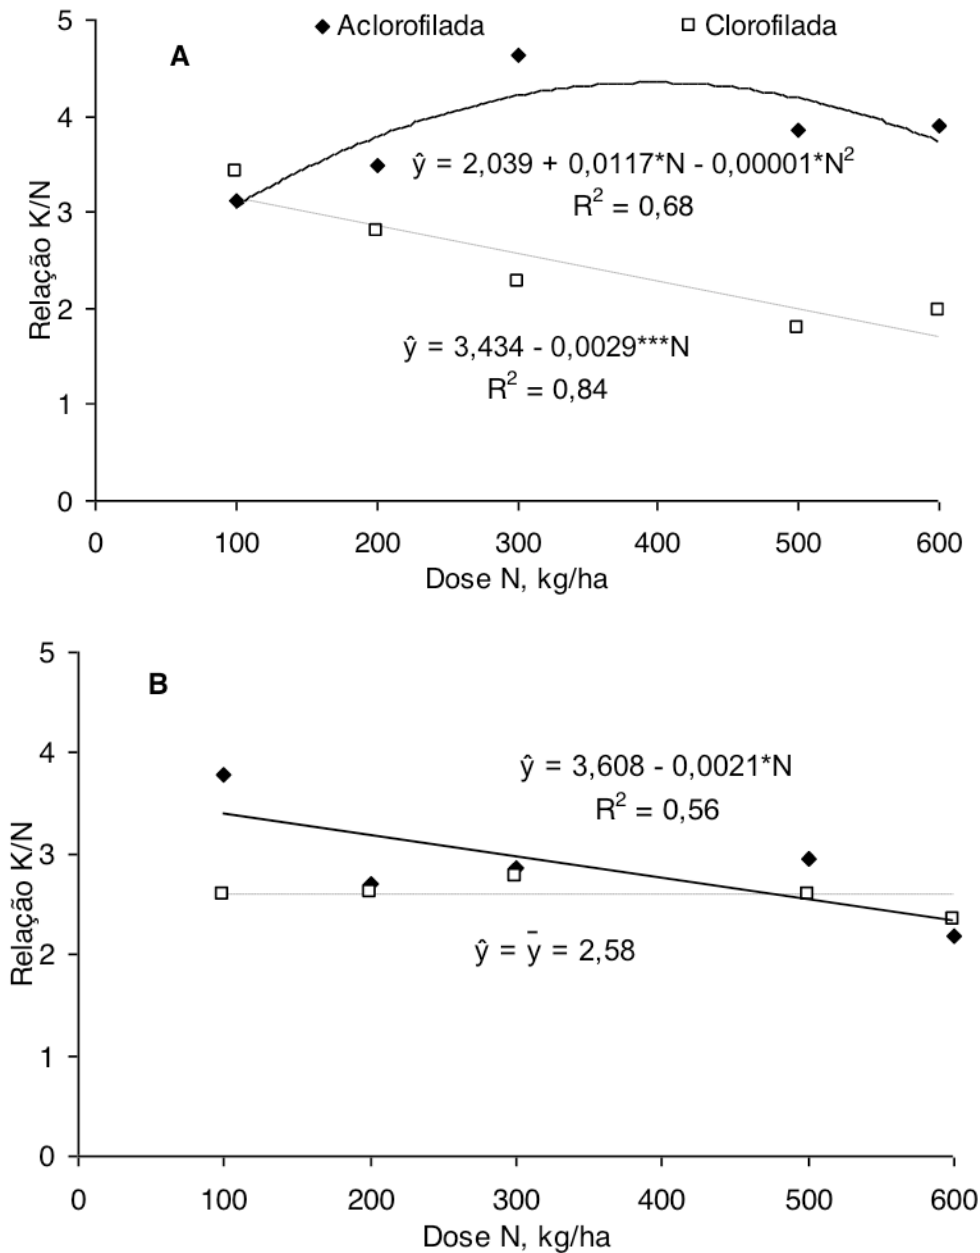 5
◆ Aclorofilada □ Clorofilada
A
4
ŷ = 2,039 + 0,0117*N - 0,00001*N²
R² = 0,68
3
Relação K/N
2
ŷ = 3,434 - 0,0029***N
R² = 0,84
1
0
0 100 200 300 400 500 600
Dose N, kg/ha
5
B
4
ŷ = 3,608 - 0,0021*N
R² = 0,56
3
Relação K/N
ŷ = ȳ = 2,58
2
1
0
0 100 200 300 400 500 600
Dose N, kg/ha